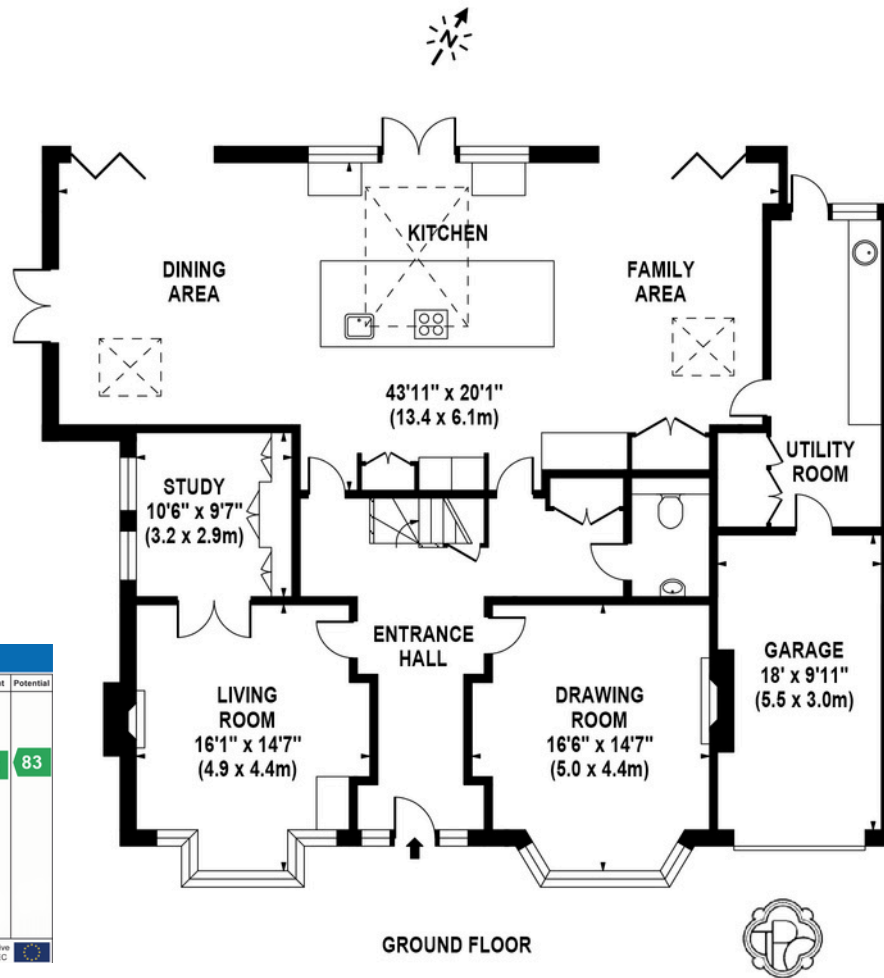 N
KITCHEN
DINING
AREA
FAMILY
AREA
43'11" x 20'1"
(13.4 x 6.1m)
UTILITY
ROOM
STUDY
10'6" x 9'7"
(3.2 x 2.9m)
ENTRANCE
HALL
GARAGE
18' x 9'11"
(5.5 x 3.0m)
LIVING
ROOM
16'1" x 14'7"
(4.9 x 4.4m)
DRAWING
ROOM
16'6" x 14'7"
(5.0 x 4.4m)
Potential
83
GROUND FLOOR